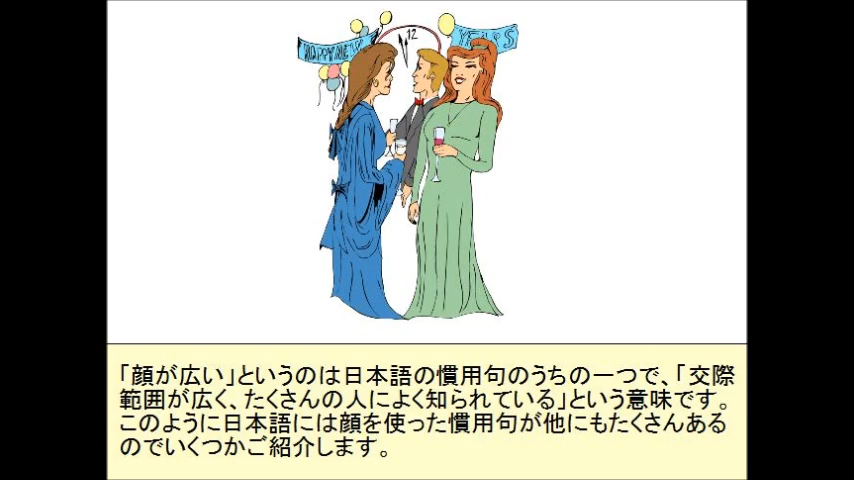 HAPPY NEW
YEARS
12
「顔が広い」というのは日本語の慣用句のうちの一つで、「交際
範囲が広く、たくさんの人によく知られている」という意味です。
このように日本語には顔を使った慣用句が他にもたくさんある
のでいくつかご紹介します。